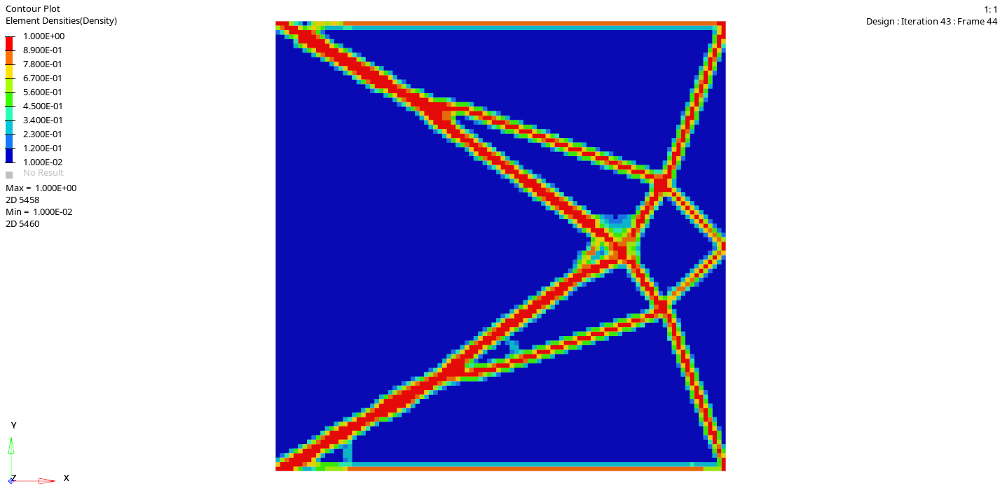 Contour Plot
Element Densities(Density)
1.000E+00
8.900E-01
7.800E-01
6.700E-01
5.600E-01
4.500E-01
3.400E-01
2.300E-01
1.200E-01
1.000E-02
No Result
Max = 1.000E+00
2D 5458
Min = 1.000E-02
2D 5460
1: 1
Design : Iteration 43 : Frame 44
Y
Z
X